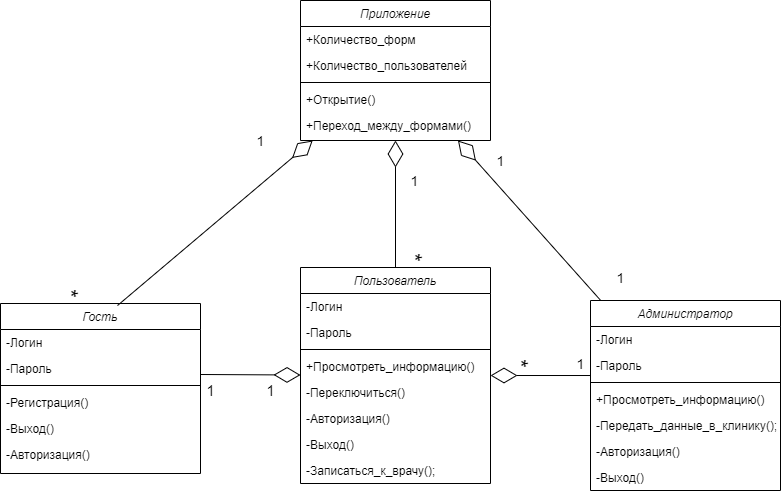 Приложение
+Количество_форм
+Количество_пользователей
+Открытие()
+Переход_между_формами()
1
1
1
*
*
1
Пользователь
-Логин
-Пароль
+Просмотреть_информацию()
-Переключиться()
-Авторизация()
-Выход()
-Записаться_к_врачу();
Гость
-Логин
-Пароль
-Регистрация()
-Выход()
-Авторизация()
1
1
*
1
Администратор
-Логин
-Пароль
+Просмотреть_информацию()
-Передать_данные_в_клинику();
-Авторизация()
-Выход()